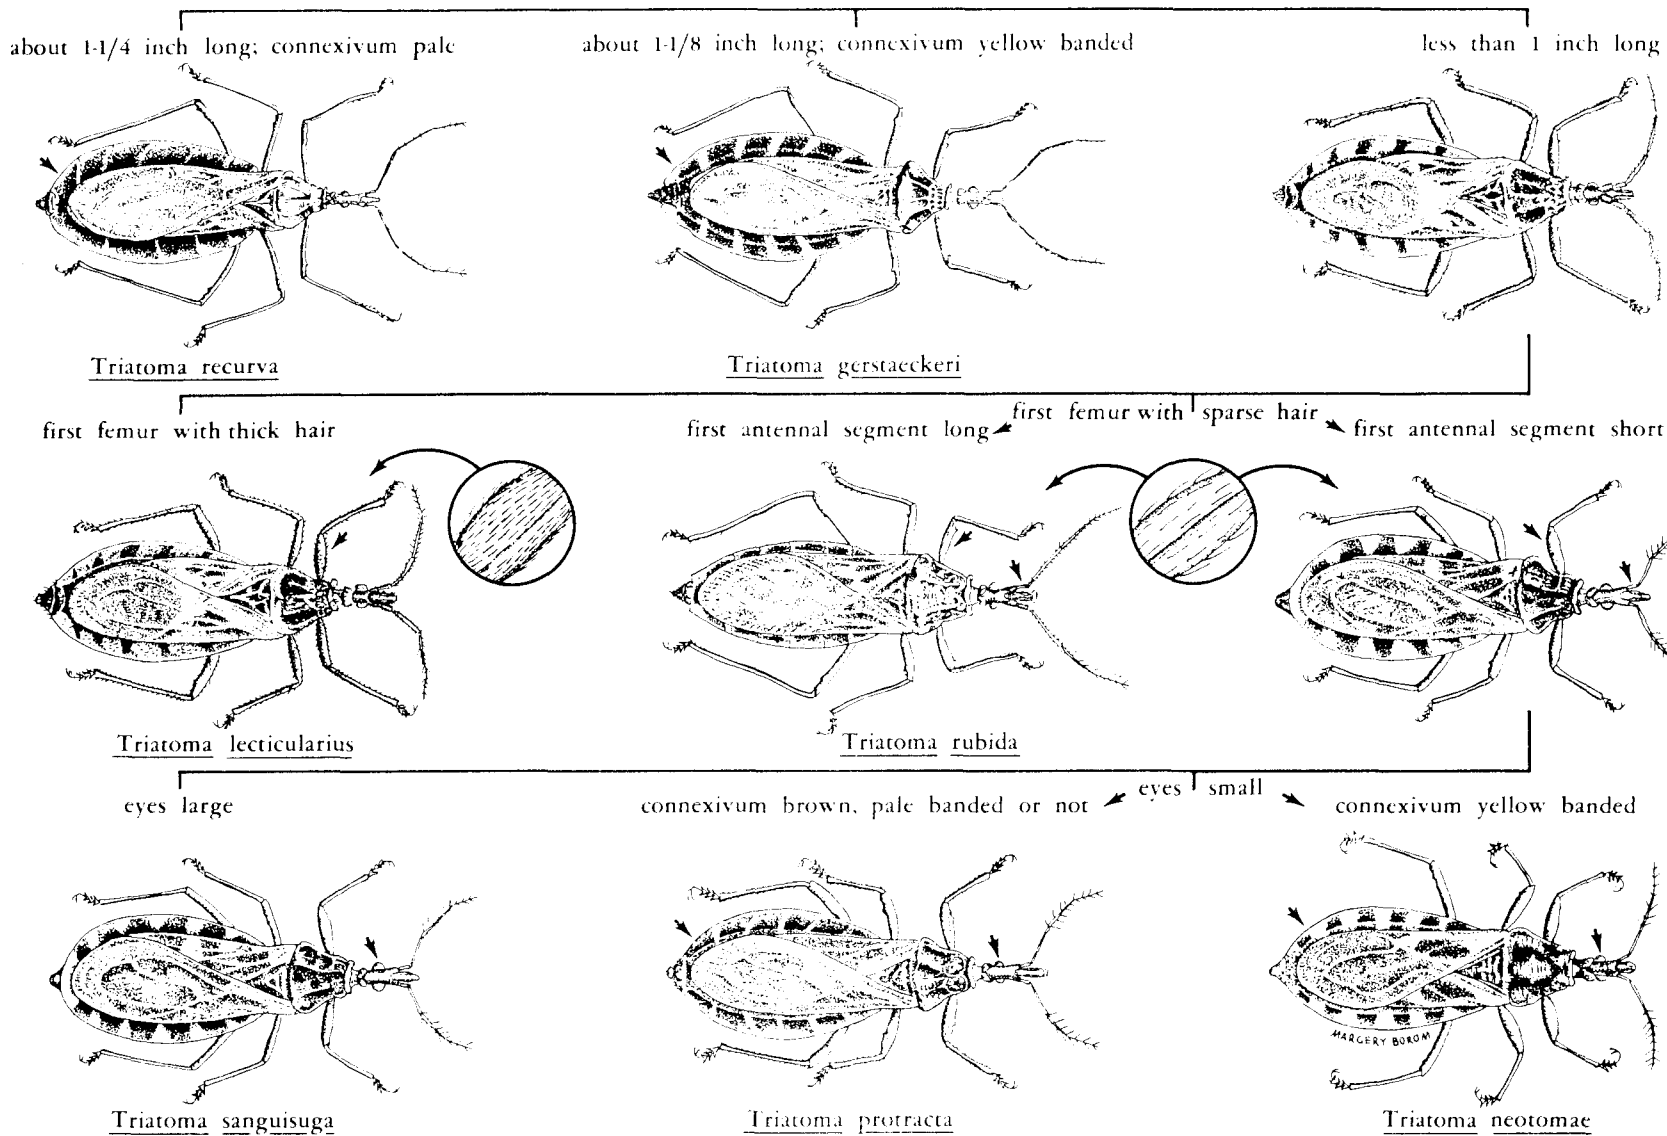 about 1-1/4 inch long; connexivum pale
about 1-1/8 inch long; connexivum yellow banded
less than 1 inch long
Triatoma recurva
Triatoma gerstaeckeri
first femur with thick hair
first femur with sparse hair
first antennal segment long
first antennal segment short
Triatoma lecticularius
Triatoma rubida
eyes large
eyes small
connexivum brown, pale banded or not
connexivum yellow banded
MARGERY BOROM
Triatoma sanguisuga
Triatoma protracta
Triatoma neotomae